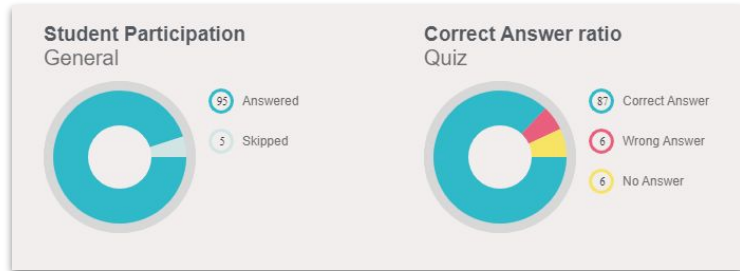 Student Participation
General
95 Answered
5 Skipped
Correct Answer ratio
Quiz
87 Correct Answer
6 Wrong Answer
6 No Answer